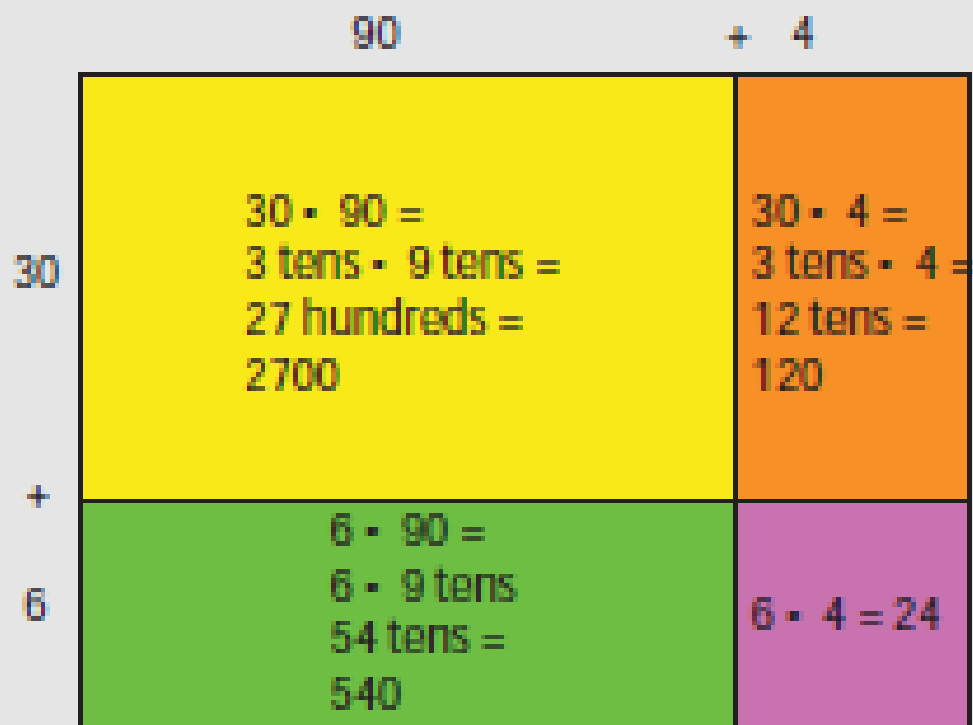 90 + 4
30
30 • 90 =
3 tens • 9 tens =
27 hundreds =
2700
30 • 4 =
3 tens • 4 =
12 tens =
120
+
6
6 • 90 =
6 • 9 tens
54 tens =
540
6 • 4 = 24